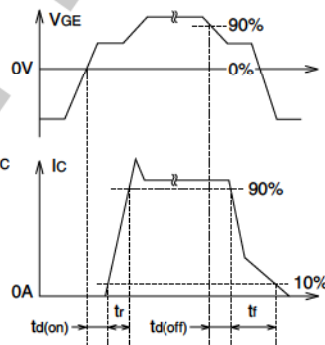 VGE
90%
0V
0%
C
IC
90%
10%
0A
tr
tf
td(on)
td(off)